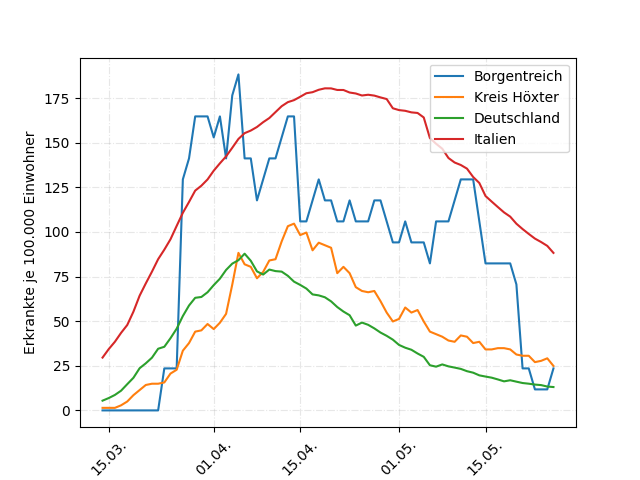 Borgentreich
Kreis Höxter
Deutschland
Italien
Erkrankte je 100.000 Einwohner
175
150
125
100
75
50
25
0
15.03.
01.04.
15.04.
01.05.
15.05.